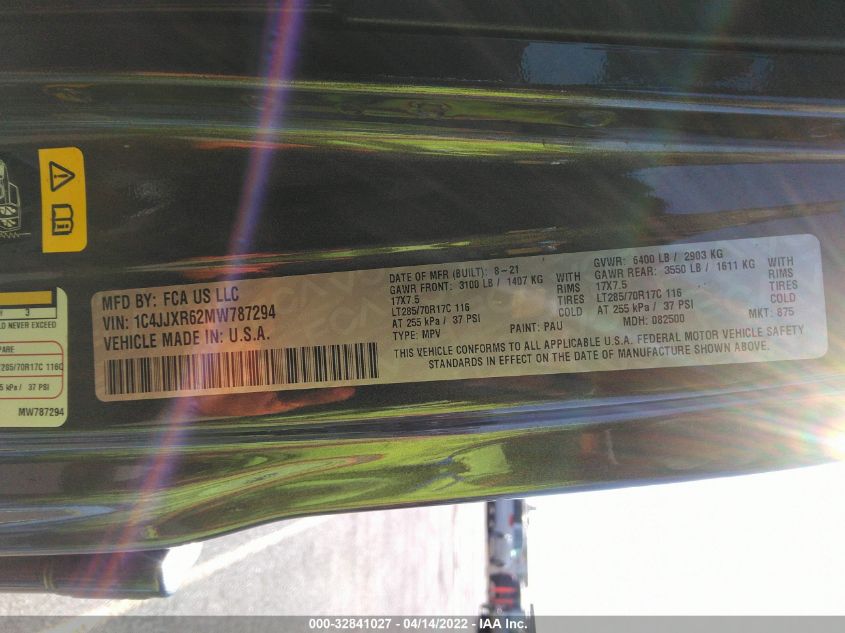 3
LD NEVER EXCEED
PARE
T285/70R17C 116C
5 kPa / 37 PSI
MW787294
MFD BY: FCA US LLC
VIN: 1C4JJXR62MW787294
VEHICLE MADE IN: U.S.A.
DATE OF MFR (BUILT): 8-21
GAWR FRONT: 3100 LB / 1407 KG WITH
17X7.5 RIMS
LT285/70R17C 116 TIRES
AT 255 kPa / 37 PSI COLD
TYPE: MPV PAINT: PAU
GVWR: 6400 LB / 2903 KG
GAWR REAR: 3550 LB / 1611 KG WITH
17X7.5 RIMS
LT285/70R17C 116 TIRES
AT 255 kPa / 37 PSI COLD
MDH: 082500 MKT: 875
THIS VEHICLE CONFORMS TO ALL APPLICABLE U.S.A. FEDERAL MOTOR VEHICLE SAFETY
STANDARDS IN EFFECT ON THE DATE OF MANUFACTURE SHOWN ABOVE.
000-32841027 - 04/14/2022 - IAA Inc.